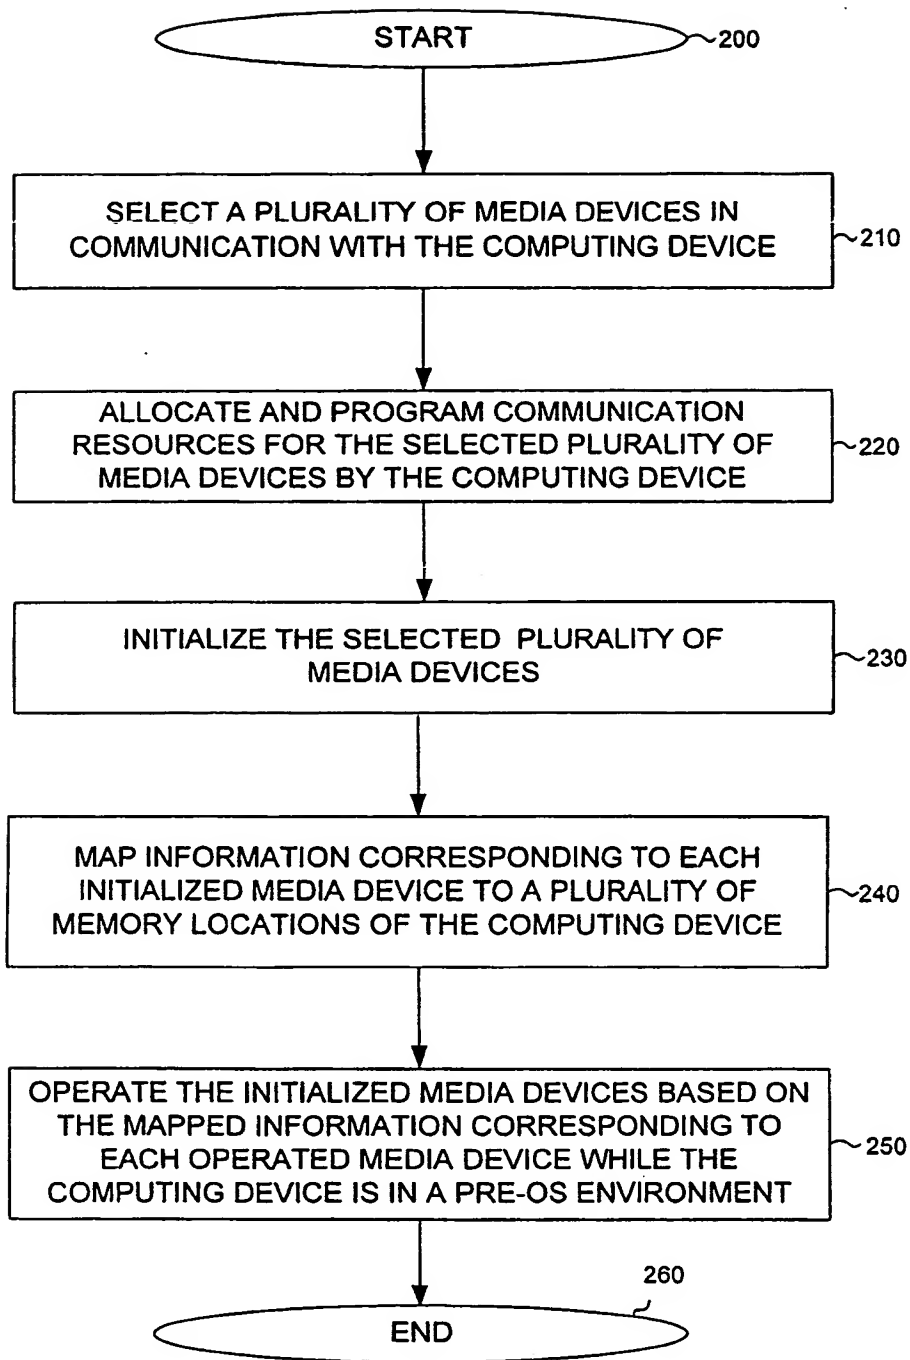 START
200
SELECT A PLURALITY OF MEDIA DEVICES IN
COMMUNICATION WITH THE COMPUTING DEVICE
210
ALLOCATE AND PROGRAM COMMUNICATION
RESOURCES FOR THE SELECTED PLURALITY OF
MEDIA DEVICES BY THE COMPUTING DEVICE
220
INITIALIZE THE SELECTED PLURALITY OF
MEDIA DEVICES
230
MAP INFORMATION CORRESPONDING TO EACH
INITIALIZED MEDIA DEVICE TO A PLURALITY OF
MEMORY LOCATIONS OF THE COMPUTING DEVICE
240
OPERATE THE INITIALIZED MEDIA DEVICES BASED ON
THE MAPPED INFORMATION CORRESPONDING TO
EACH OPERATED MEDIA DEVICE WHILE THE
COMPUTING DEVICE IS IN A PRE-OS ENVIRONMENT
250
260
END